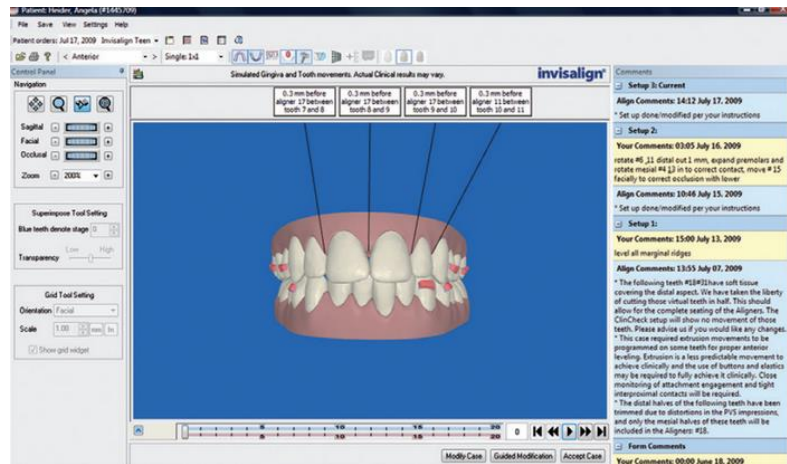 Patient: Heider, Angela (#1445709)
File Save View Settings Help
Patient orders: Jul 17, 2009 Invisalign Teen
< Anterior > Single: 1x1
Control Panel
Navigation
Sagittal
Facial
Occlusal
Zoom 200%
Superimpose Tool Setting
Blue teeth denote stage 0
Low High
Transparency
Grid Tool Setting
Orientation Facial
Scale 1.00 mm In
Show grid widget
Simulated Gingiva and Tooth movements. Actual Clinical results may vary.
invisalign®
0.3 mm before
aligner 17 between
tooth 7 and 8
0.3 mm before
aligner 17 between
tooth 8 and 9
0.3 mm before
aligner 17 between
tooth 9 and 10
0.3 mm before
aligner 11 between
tooth 10 and 11
5 10 15 20
5 10 15 20
0
Modify Case Guided Modification Accept Case
Comments
Setup 3: Current
Align Comments: 14:12 July 17, 2009
* Set up done/modified per your instructions
Setup 2:
Your Comments: 03:05 July 16, 2009
rotate #6 ,11 distal out 1 mm, expand premolars and
rotate mesial #4 13 in to correct contact, move # 15
facially to correct occlusion with lower
Align Comments: 10:46 July 15, 2009
* Set up done/modified per your instructions
Setup 1:
Your Comments: 15:00 July 13, 2009
level all marginal ridges
Align Comments: 13:55 July 07, 2009
* The following teeth #18#31have soft tissue
covering the distal aspect. We have taken the liberty
of cutting those virtual teeth in half. This should
allow for the complete seating of the Aligners. The
ClinCheck setup will show no movement of those
teeth. Please advise us if you would like any changes.
* This case required extrusion movements to be
programmed on some teeth for proper anterior
leveling. Extrusion is a less predictable movement to
achieve clinically and the use of buttons and elastics
may be required to fully achieve it clinically. Close
monitoring of attachment engagement and tight
interproximal contacts will be required.
* The distal halves of the following teeth have been
trimmed due to distortions in the PVS impressions,
and only the mesial halves of these teeth will be
included in the Aligners: #18.
Form Comments
Your Comments: 00:00 June 18, 2009